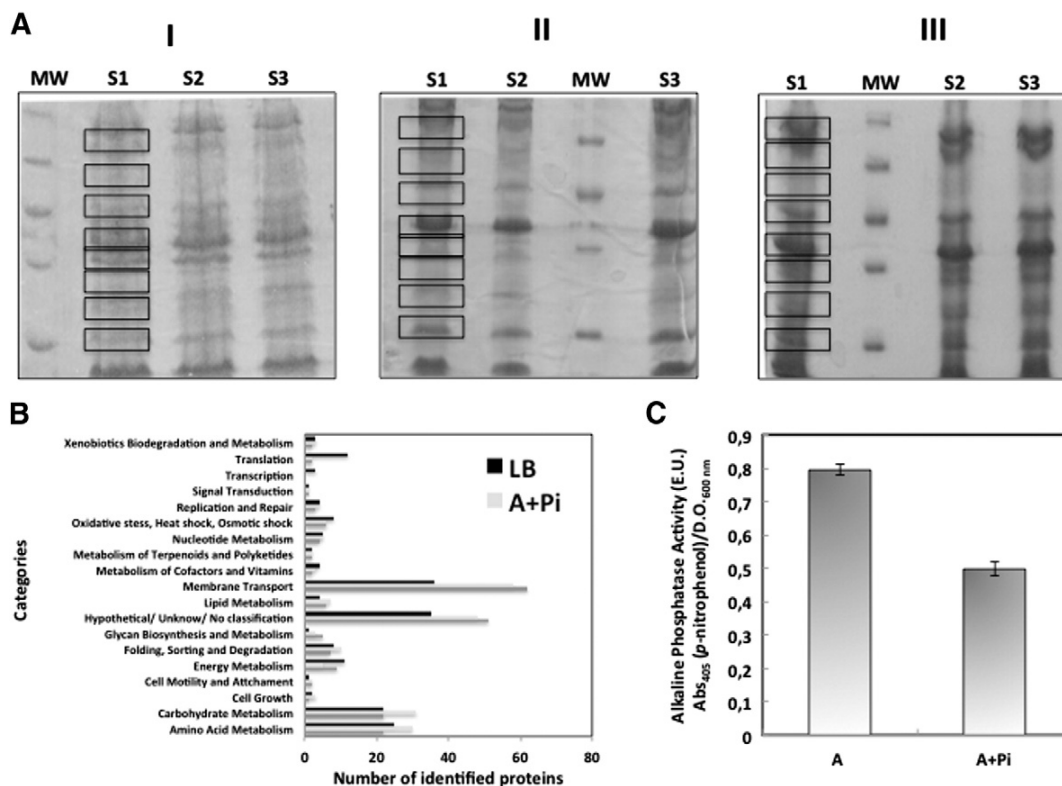 A
I
II
III
MW S1 S2 S3
S1 S2 MW S3
S1 MW S2 S3
B
Xenobiotics Biodegradation and Metabolism
Translation
Transcription
Signal Transduction
Replication and Repair
Oxidative stress, Heat shock, Osmotic shock
Nucleotide Metabolism
Metabolism of Terpenoids and Polyketides
Metabolism of Cofactors and Vitamins
Membrane Transport
Lipid Metabolism
Hypothetical/ Unknow/ No classification
Glycan Biosynthesis and Metabolism
Folding, Sorting and Degradation
Energy Metabolism
Cell Motility and Attchament
Cell Growth
Carbohydrate Metabolism
Amino Acid Metabolism
Categories
LB
A+Pi
0 20 40 60 80
Number of identified proteins
C
Alkaline Phosphatase Activity (E.U.)
Abs405 (p-nitrophenol)/D.O.600 nm
0,9
0,8
0,7
0,6
0,5
0,4
0,3
0,2
0,1
0
A A+Pi